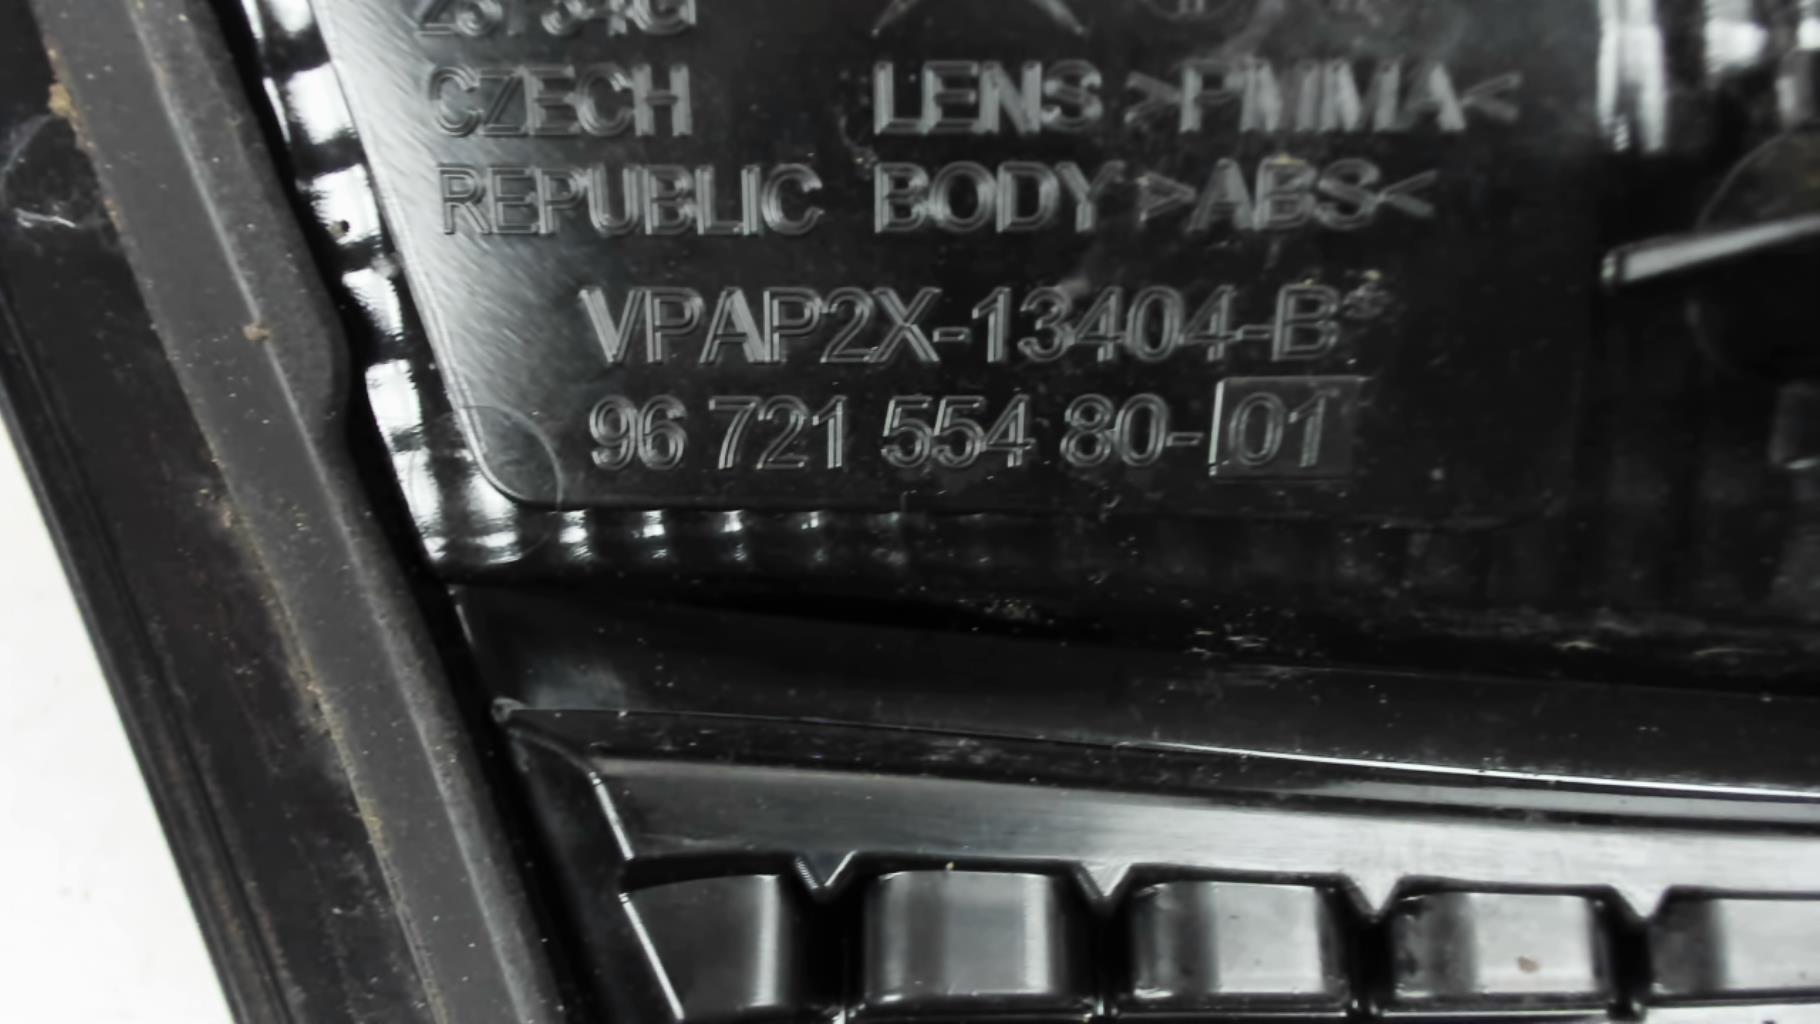 CZECH LENS >PMMA<
REPUBLIC BODY >ABS<
VPAP2X-13404-B
96 721 554 80-01